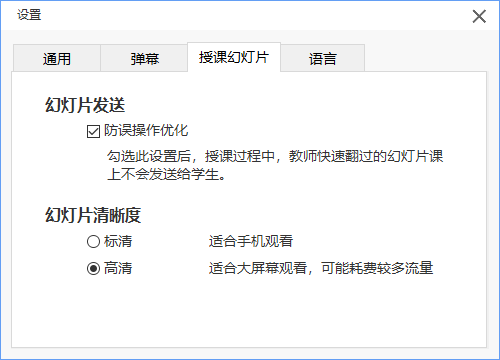 设置
通用 弹幕 授课幻灯片 语言
幻灯片发送
防误操作优化
勾选此设置后，授课过程中，教师快速翻过的幻灯片课
上不会发送给学生。
幻灯片清晰度
标清 适合手机观看
高清 适合大屏幕观看，可能耗费较多流量